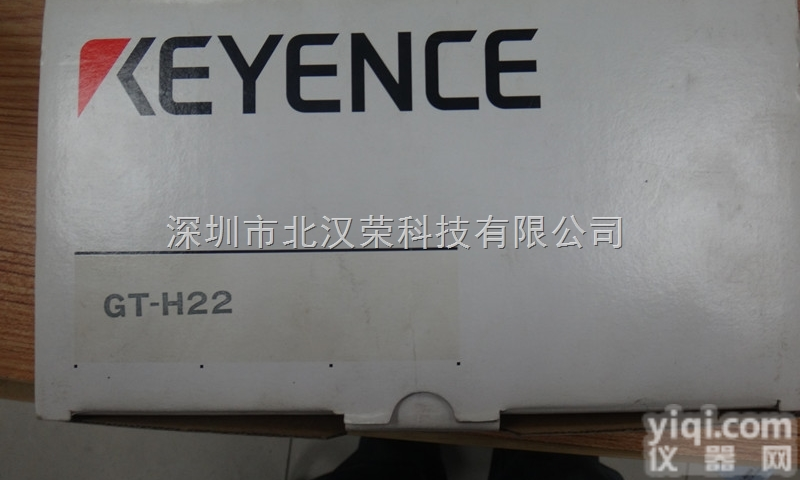 KEYENCE
深圳市北汉荣科技有限公司
GT-H22
yiqi.com
仪器网